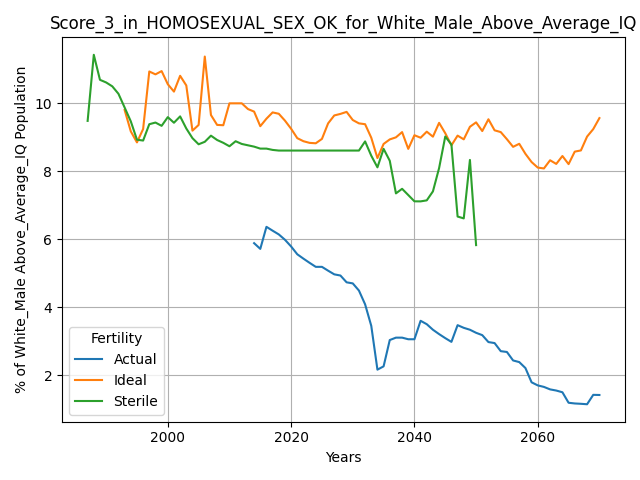 Score_3_in_HOMOSEXUAL_SEX_OK_for_White_Male_Above_Average_IQ
% of White_Male Above_Average_IQ Population
10
8
6
4
2
Fertility
Actual
Ideal
Sterile
2000 2020 2040 2060
Years